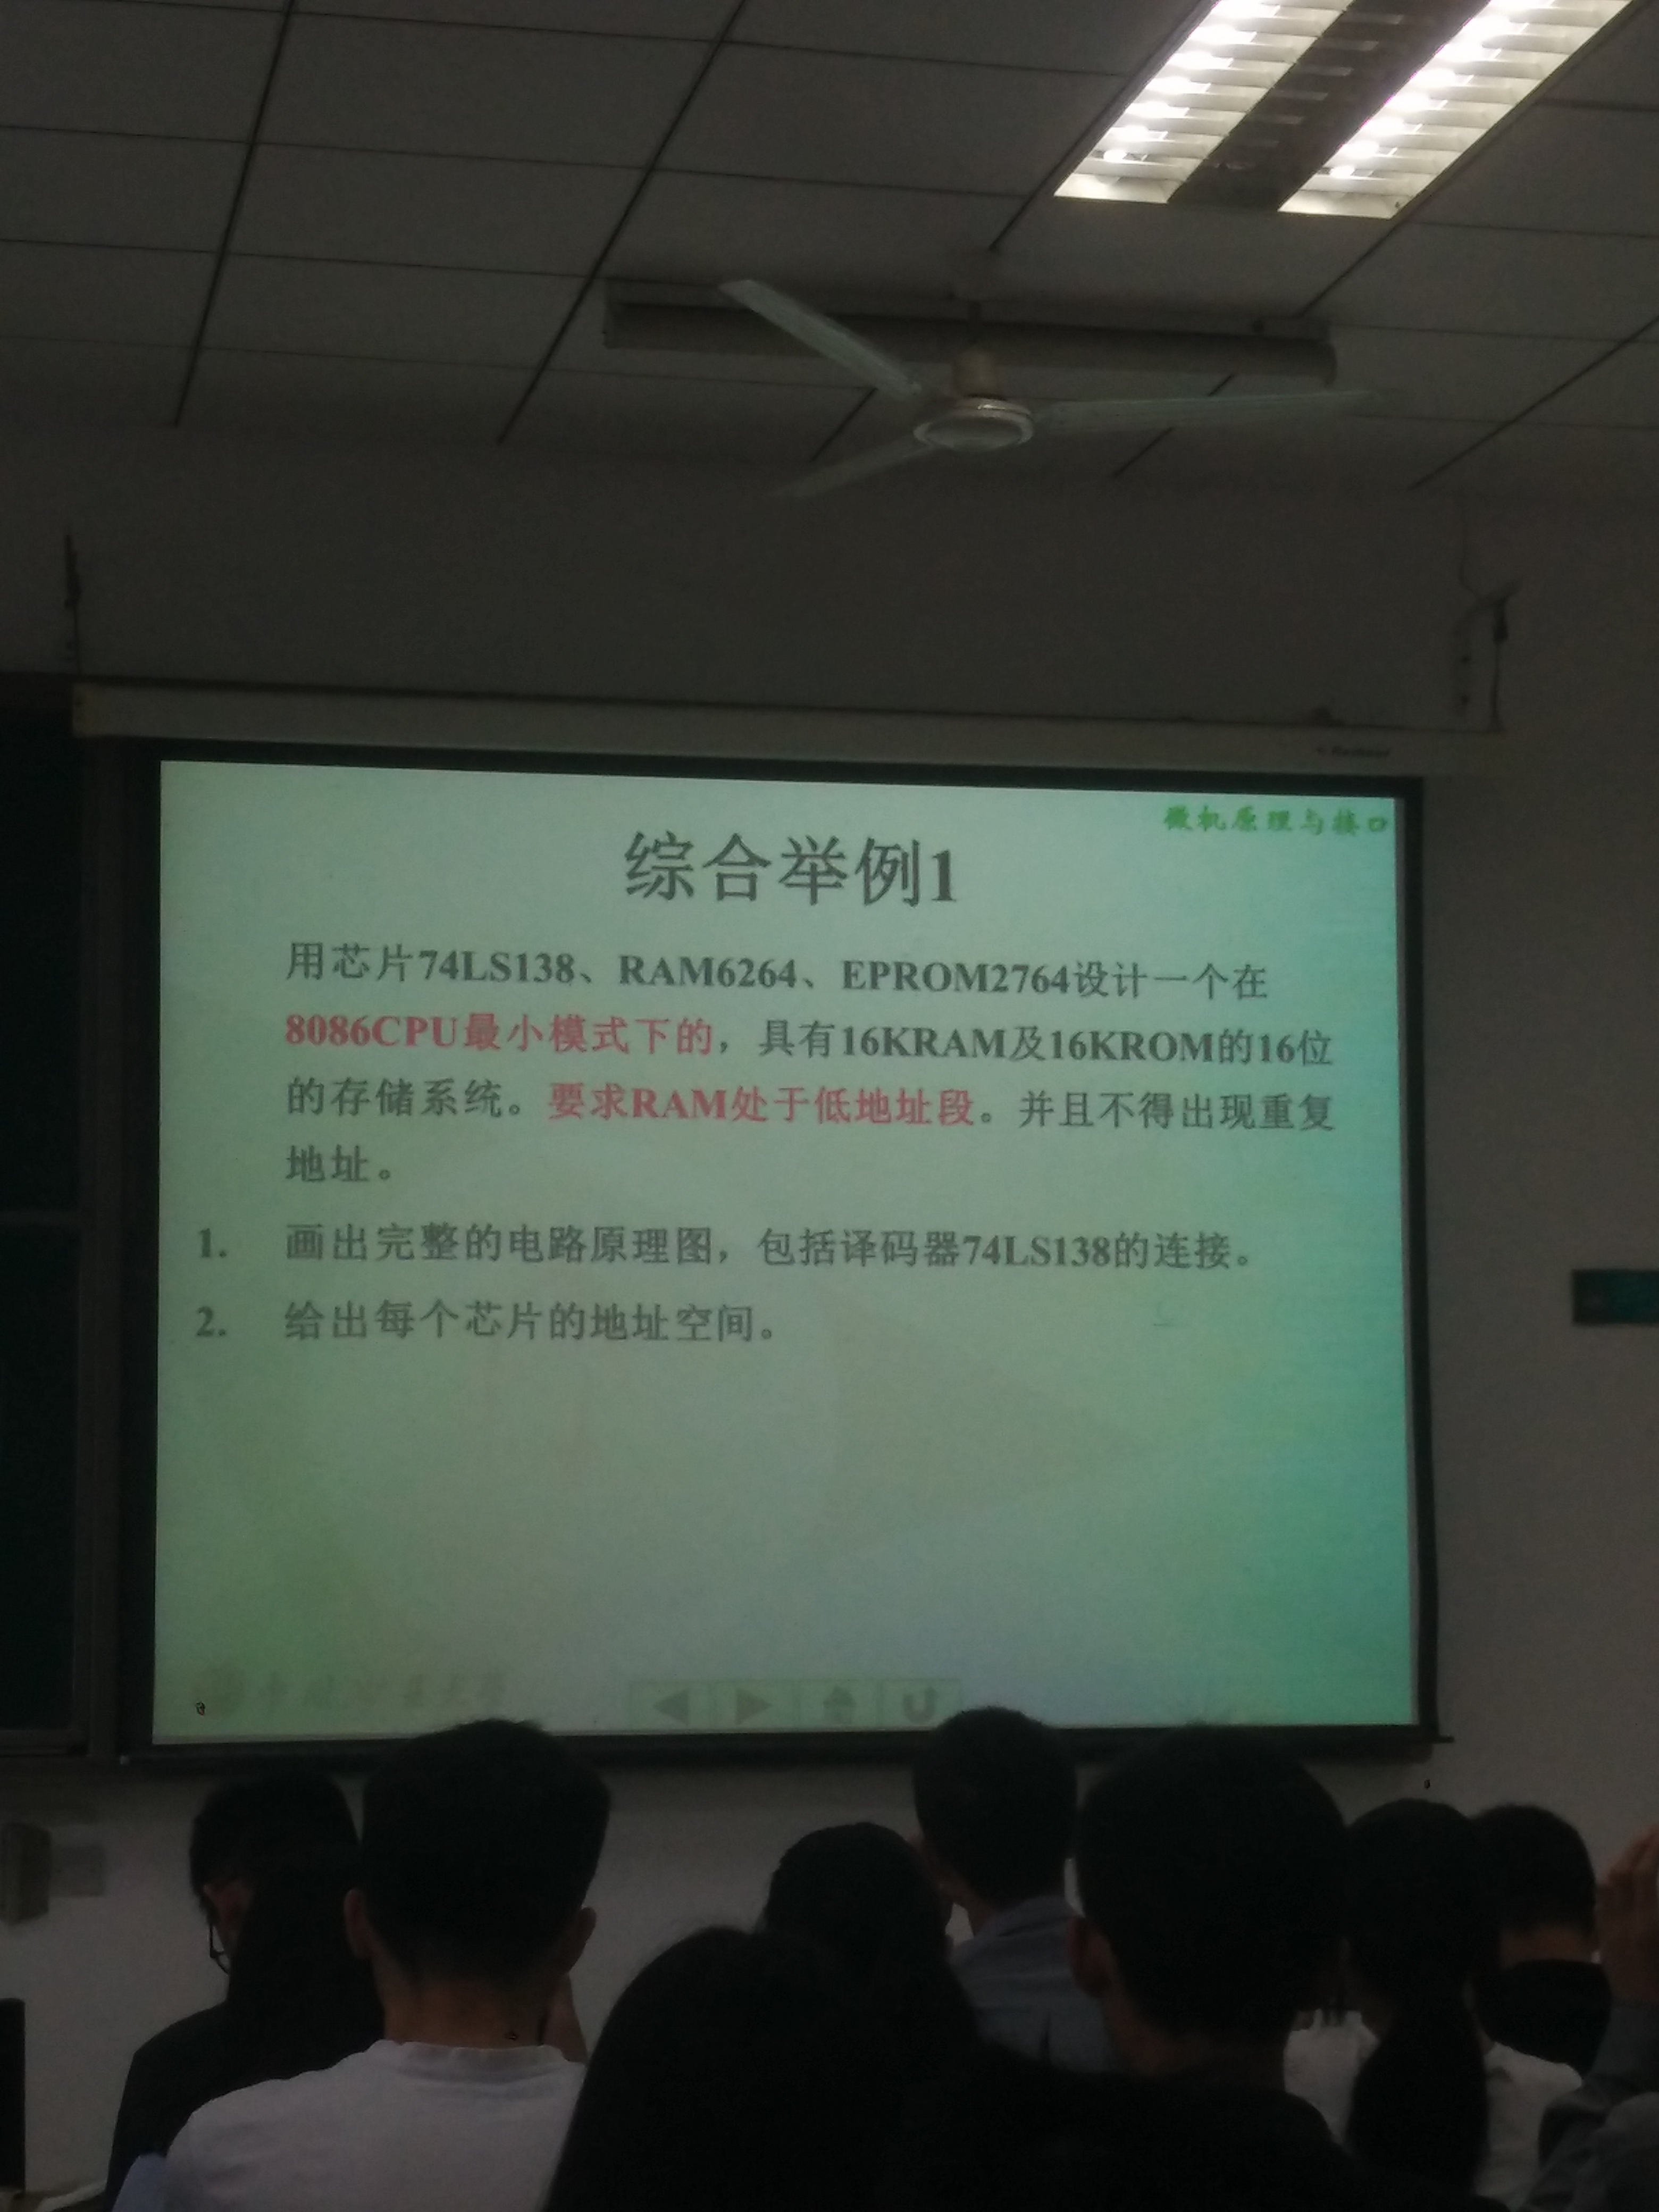 微机原理与接口
综合举例1
用芯片74LS138、RAM6264、EPROM2764设计一个在
8086CPU最小模式下的，具有16KRAM及16KROM的16位
的存储系统。要求RAM处于低地址段。并且不得出现重复
地址。
1. 画出完整的电路原理图，包括译码器74LS138的连接。
2. 给出每个芯片的地址空间。